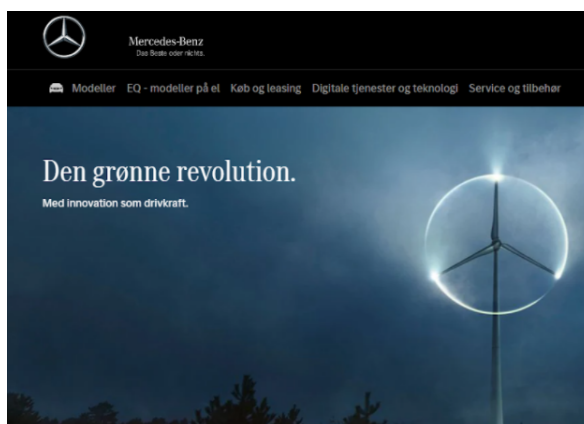 Mercedes-Benz
Das Beste oder nichts.
Modeller EQ - modeller på el Køb og leasing Digitale tjenester og teknologi Service og tilbehør
Den grønne revolution.
Med innovation som drivkraft.